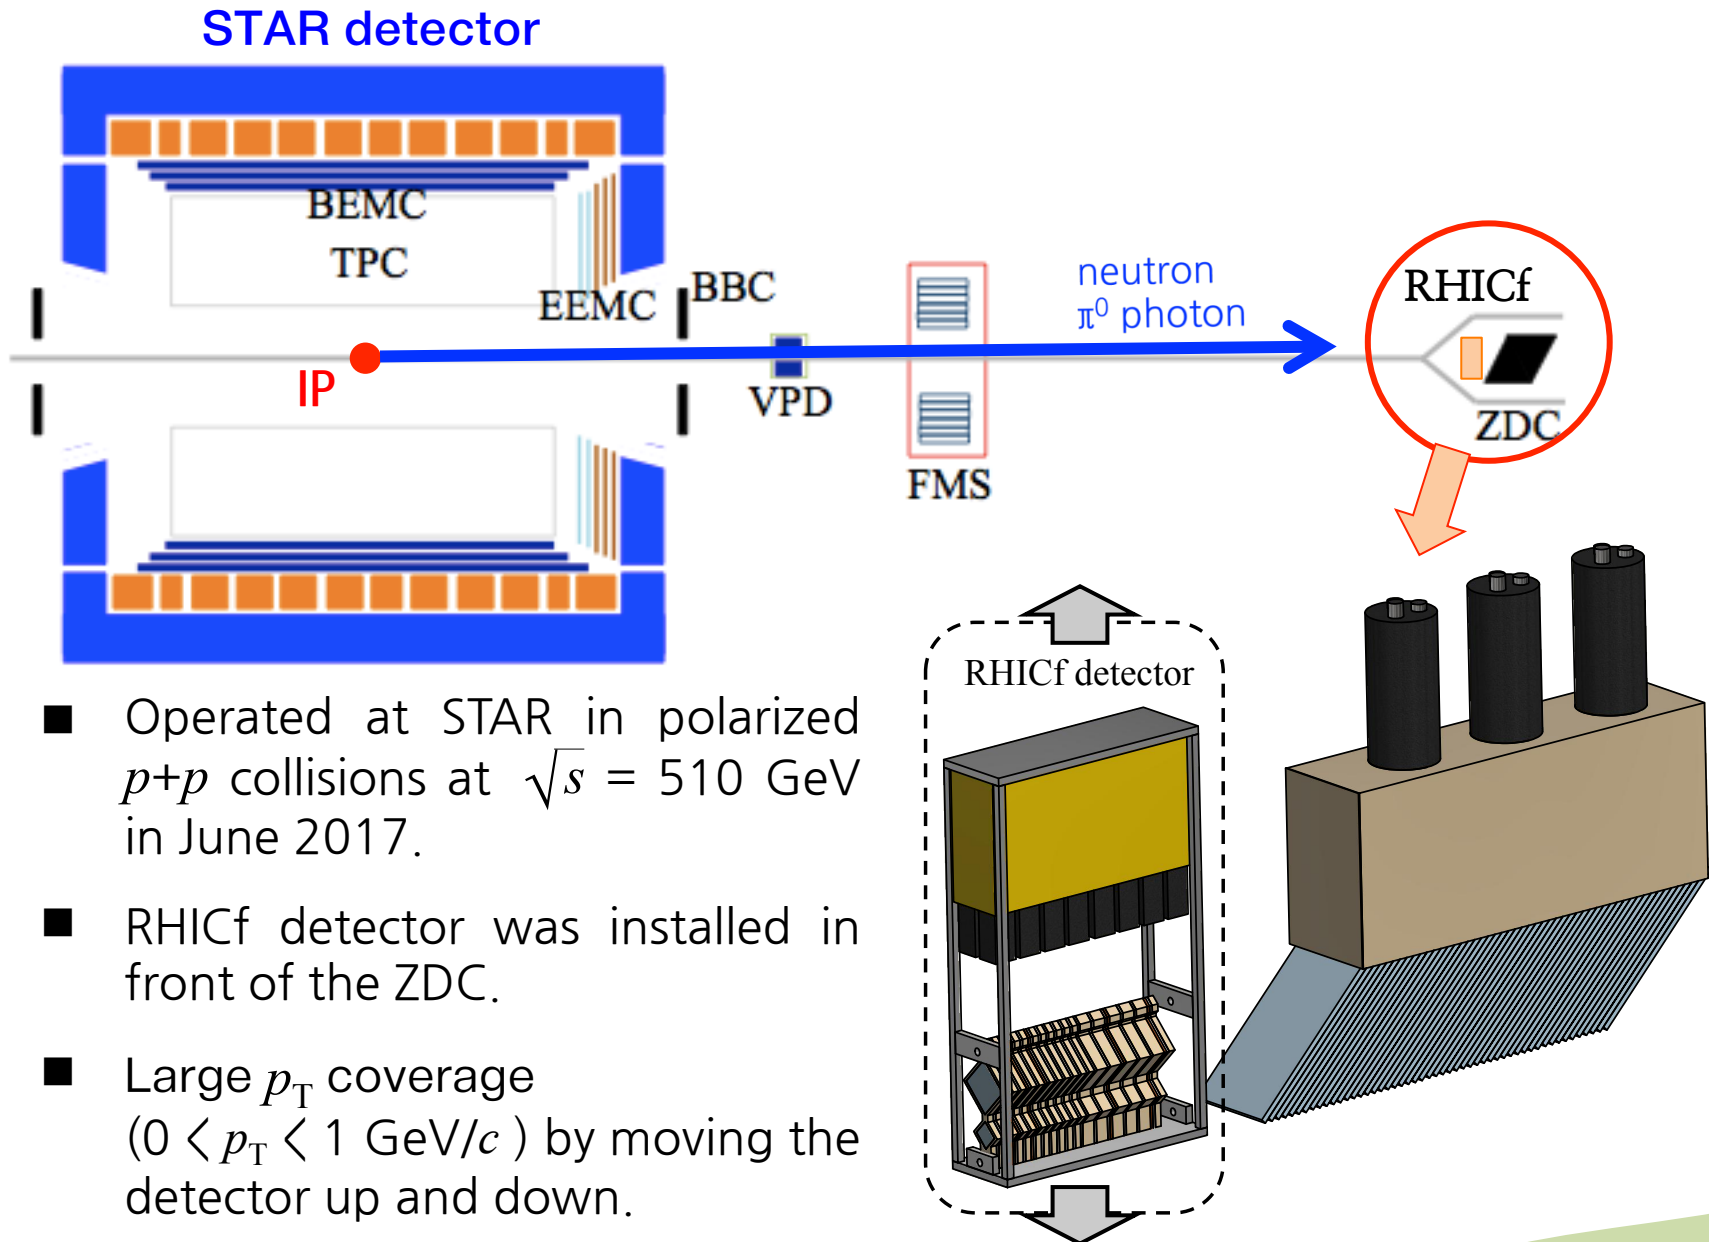 STAR detector
BEMC
TPC
EEMC
BBC
IP
VPD
FMS
neutron
π⁰ photon
RHICf
ZDC
RHICf detector
■ Operated at STAR in polarized
p+p collisions at √s = 510 GeV
in June 2017.
■ RHICf detector was installed in
front of the ZDC.
■ Large p_T coverage
(0 < p_T < 1 GeV/c ) by moving the
detector up and down.